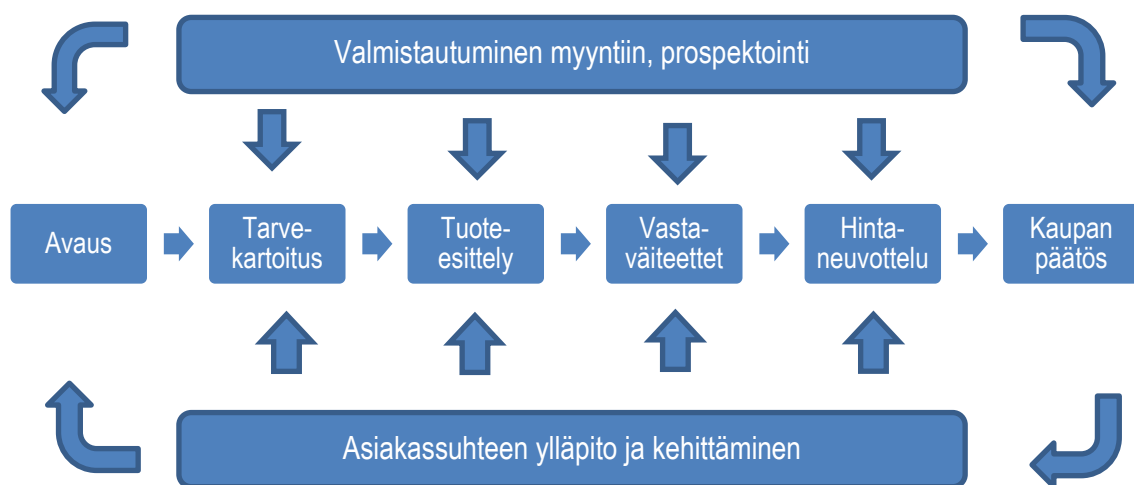 Valmistautuminen myyntiin, prospektointi
Avaus
Tarve-
kartoitus
Tuote-
esittely
Vasta-
väiteettet
Hinta-
neuvottelu
Kaupan
päätös
Asiakassuhteen ylläpito ja kehittäminen